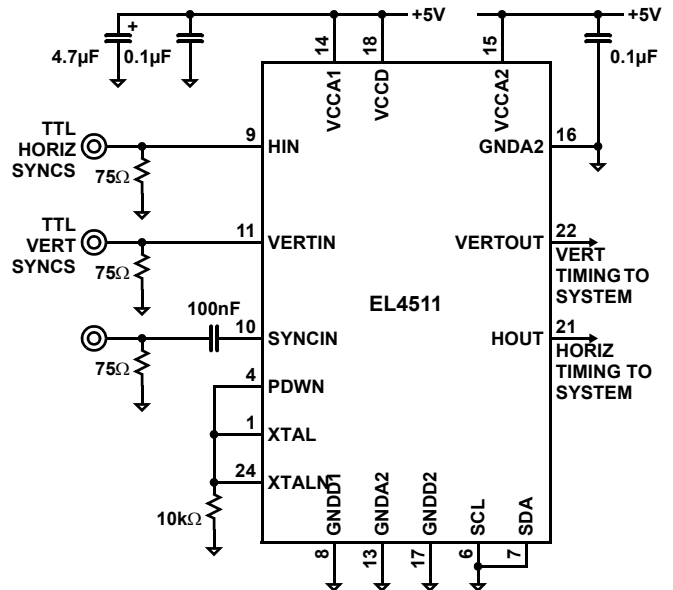 +5V
+5V
4.7µF
+
0.1µF
14
18
15
0.1µF
VCCA1
VCCD
VCCA2
TTL
HORIZ
SYNCS
75Ω
9
HIN
GNDA2
16
TTL
VERT
SYNCS
75Ω
11
VERTIN
VERTOUT
22
VERT
TIMING TO
SYSTEM
EL4511
100nF
75Ω
10
SYNCIN
HOUT
21
HORIZ
TIMING TO
SYSTEM
4
PDWN
1
XTAL
24
XTALN
10kΩ
GNDD1
GNDA2
GNDD2
SCL
SDA
8
13
17
6
7